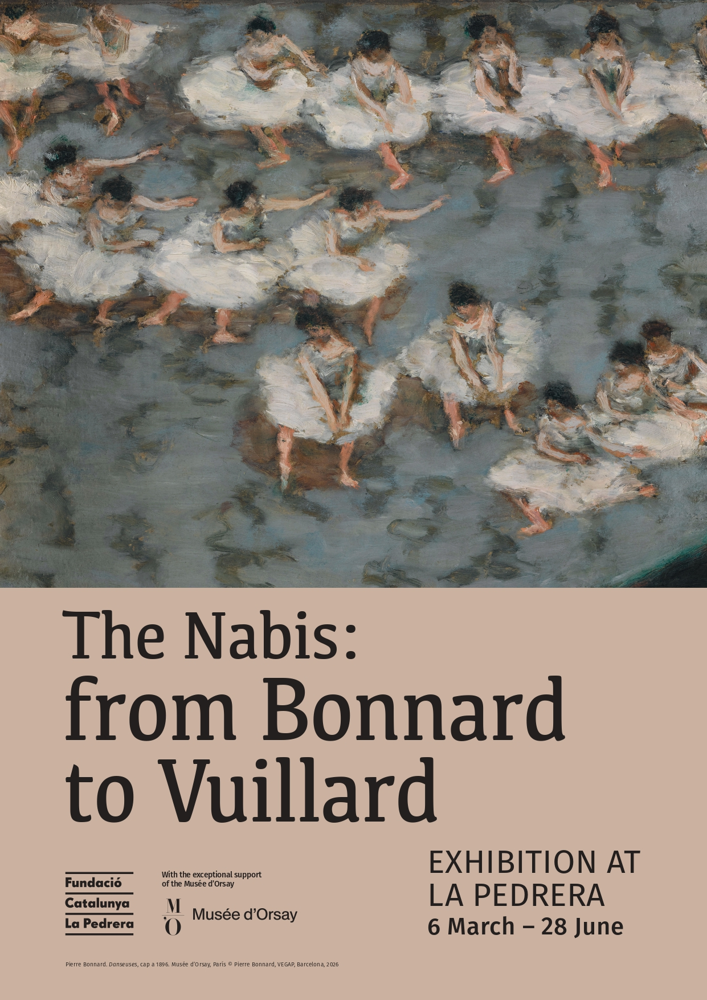 The Nabis:
from Bonnard
to Vuillard
EXHIBITION AT
LA PEDRERA
6 March – 28 June
Fundació
Catalunya
La Pedrera
With the exceptional support
of the Musée d'Orsay
M'O
Musée d'Orsay
Pierre Bonnard. Danseuses, cap a 1896. Musée d'Orsay, París © Pierre Bonnard, VEGAP, Barcelona, 2026